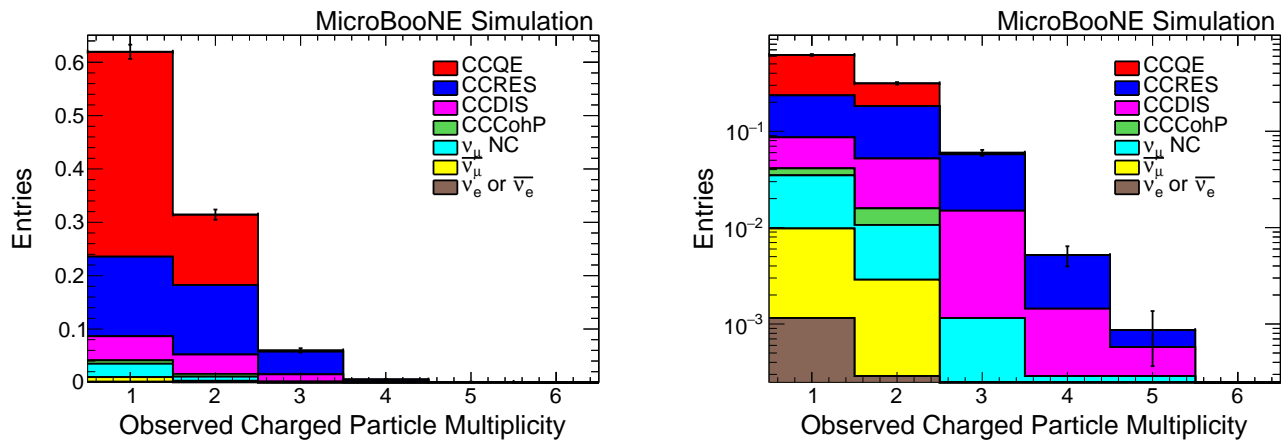 MicroBooNE Simulation
Entries
0.6
0.5
0.4
0.3
0.2
0.1
0
CCQE
CCRES
CCDIS
CCCohP
νμ NC
ν̅μ
νe or ν̅e
1 2 3 4 5 6
Observed Charged Particle Multiplicity
MicroBooNE Simulation
Entries
10⁻¹
10⁻²
10⁻³
CCQE
CCRES
CCDIS
CCCohP
νμ NC
ν̅μ
νe or ν̅e
1 2 3 4 5 6
Observed Charged Particle Multiplicity